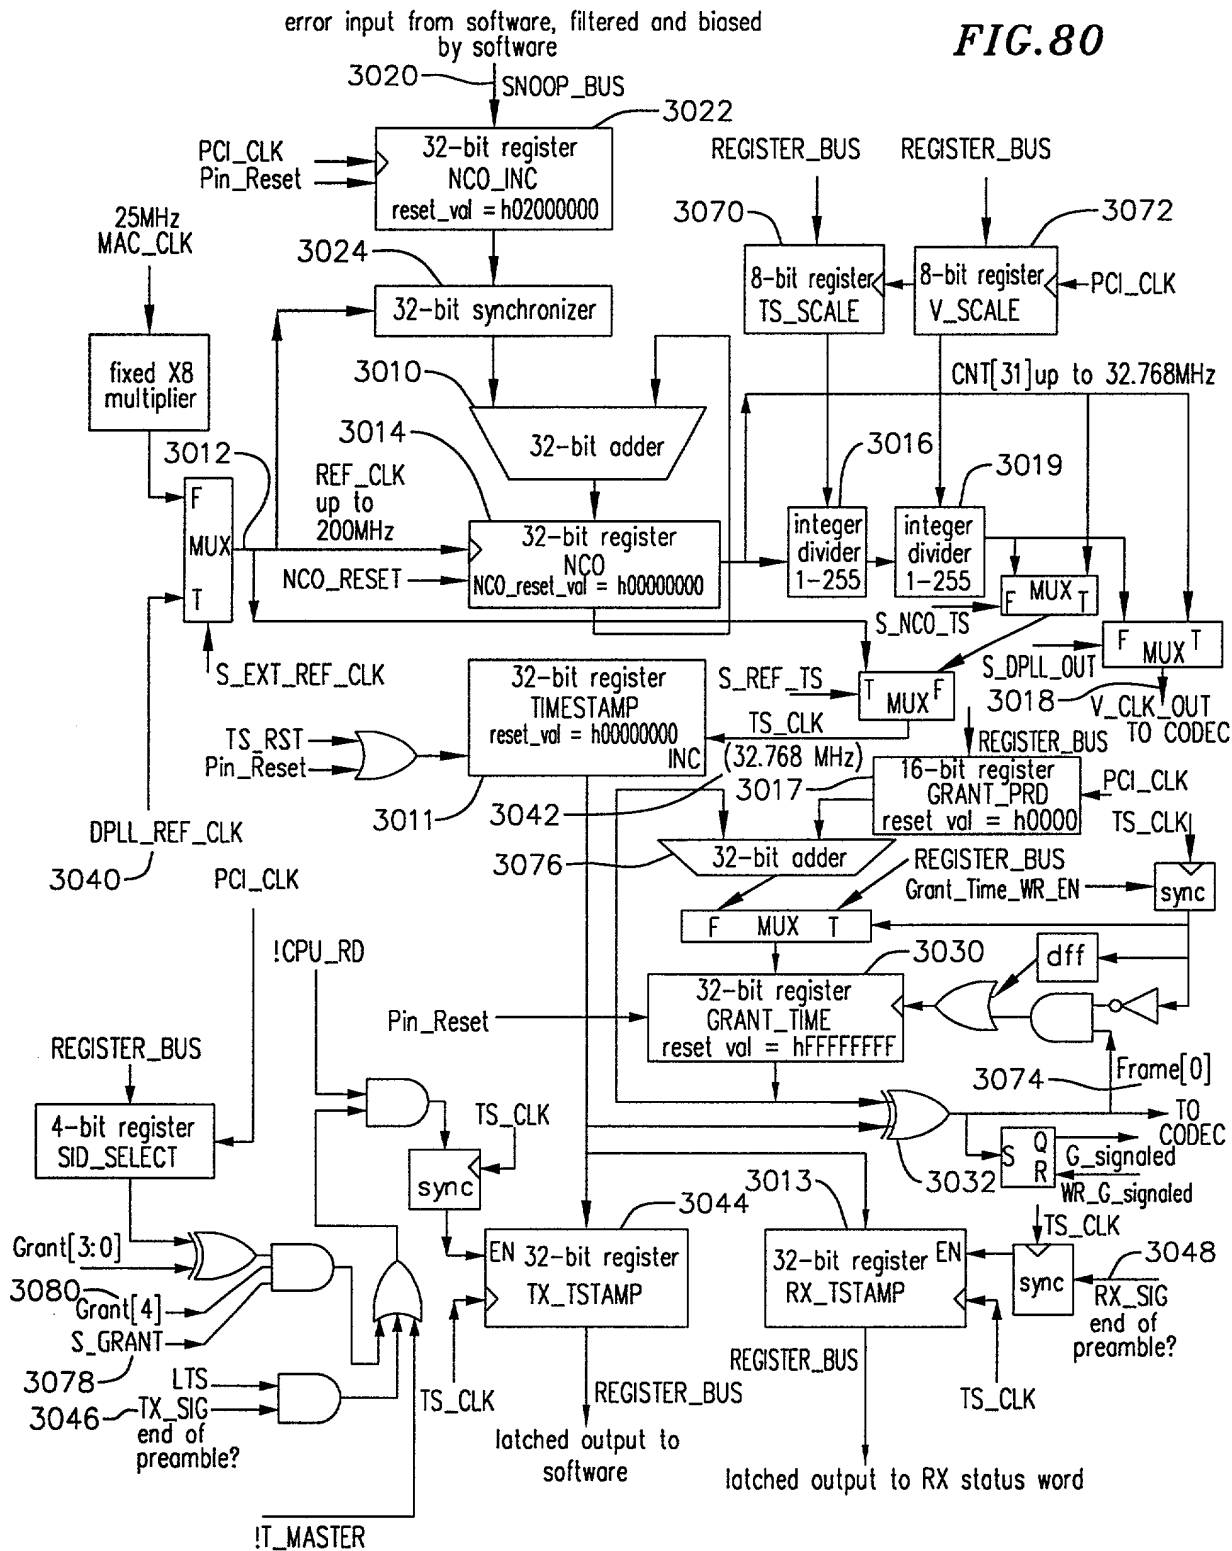 error input from software, filtered and biased
by software
FIG.80
3020
SNOOP_BUS
3022
32-bit register
NCO_INC
reset_val = h02000000
PCI_CLK
Pin_Reset
REGISTER_BUS
REGISTER_BUS
3070
3072
25MHz
MAC_CLK
3024
32-bit synchronizer
8-bit register
TS_SCALE
8-bit register
V_SCALE
PCI_CLK
fixed X8
multiplier
3010
32-bit adder
CNT[31]up to 32.768MHz
3012
3014
REF_CLK
up to
200MHz
3016
3019
F
MUX
T
32-bit register
NCO
NCO_reset_val = h00000000
NCO_RESET
integer
divider
1-255
integer
divider
1-255
MUX
F T
S_NCO_TS
F T
MUX
S_DPLL_OUT
3018
V_CLK_OUT
TO CODEC
S_EXT_REF_CLK
32-bit register
TIMESTAMP
reset_val = h00000000
INC
S_REF_TS
T F
MUX
TS_CLK
(32.768 MHz)
TS_RST
Pin_Reset
3011
3042
3017
REGISTER_BUS
16-bit register
GRANT_PRD
reset val = h0000
PCI_CLK
TS_CLK
DPLL_REF_CLK
3040
PCI_CLK
3076
32-bit adder
REGISTER_BUS
Grant_Time_WR_EN
sync
F MUX T
!CPU_RD
3030
dff
32-bit register
GRANT_TIME
reset val = hFFFFFFFF
Pin_Reset
REGISTER_BUS
4-bit register
SID_SELECT
3074
Frame[0]
TO
CODEC
TS_CLK
sync
S Q
R
G_signaled
WR_G_signaled
3032
3044
3013
TS_CLK
Grant[3:0]
3080
Grant[4]
S_GRANT
3078
EN 32-bit register
TX_TSTAMP
32-bit register EN
RX_TSTAMP
sync
3048
RX_SIG
end of
preamble?
LTS
3046
TX_SIG
end of
preamble?
TS_CLK
REGISTER_BUS
REGISTER_BUS
TS_CLK
latched output to
software
latched output to RX status word
!T_MASTER